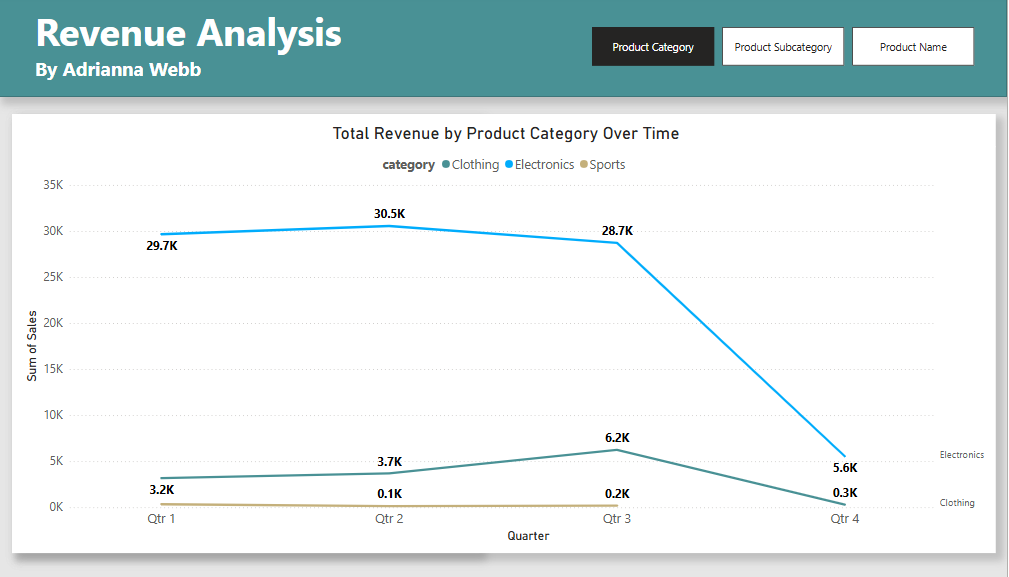 Revenue Analysis
By Adrianna Webb
Product Category
Product Subcategory
Product Name
Total Revenue by Product Category Over Time
category Clothing Electronics Sports
35K
30K
25K
20K
15K
10K
5K
0K
Sum of Sales
29.7K
30.5K
28.7K
5.6K
3.2K
3.7K
6.2K
0.3K
0.1K
0.2K
Electronics
Clothing
Qtr 1
Qtr 2
Qtr 3
Qtr 4
Quarter